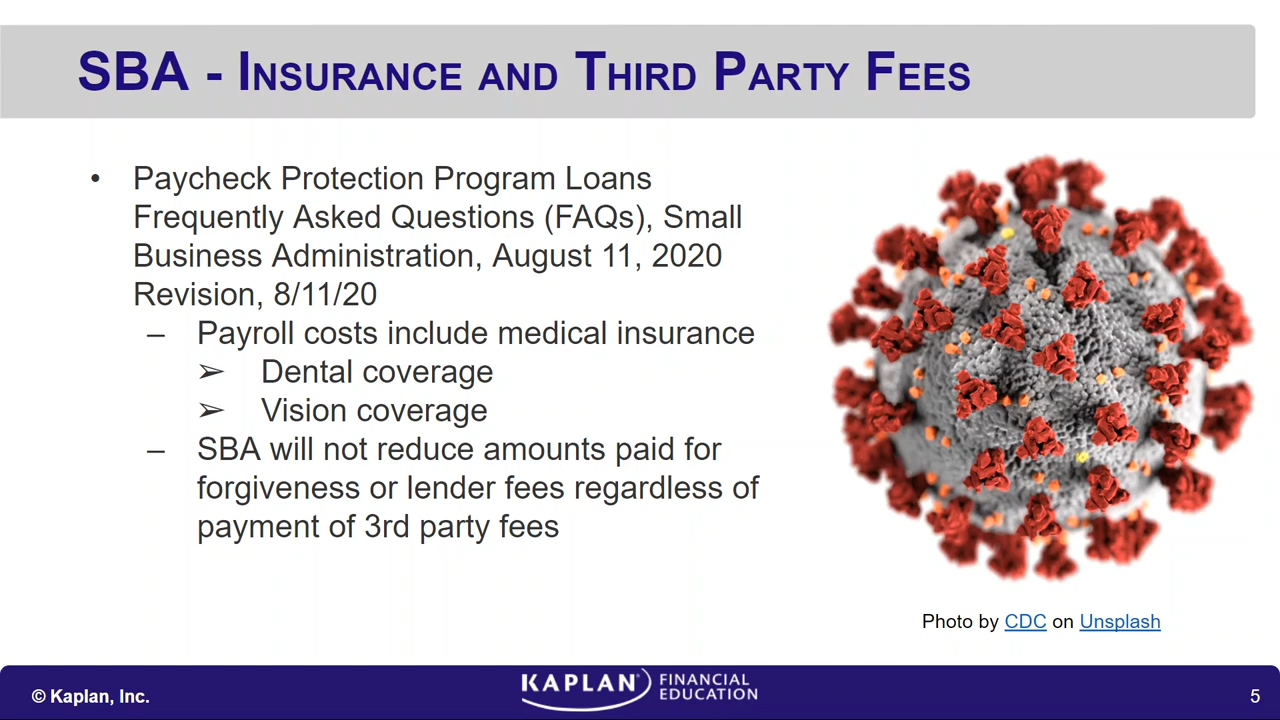 SBA - Insurance and Third Party Fees
• Paycheck Protection Program Loans
Frequently Asked Questions (FAQs), Small
Business Administration, August 11, 2020
Revision, 8/11/20
– Payroll costs include medical insurance
➢ Dental coverage
➢ Vision coverage
– SBA will not reduce amounts paid for
forgiveness or lender fees regardless of
payment of 3rd party fees
Photo by CDC on Unsplash
© Kaplan, Inc.
KAPLAN® FINANCIAL
EDUCATION
5